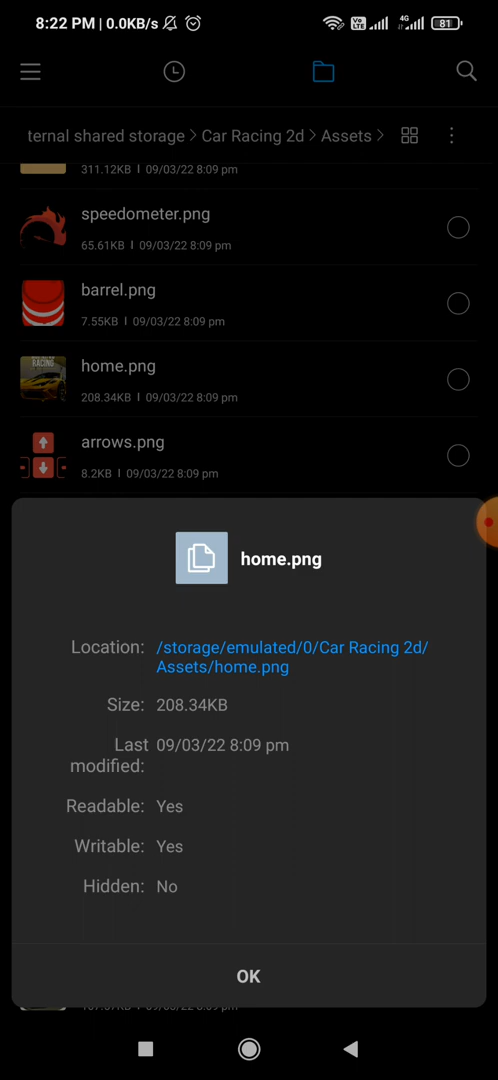 8:22 PM | 0.0KB/s
Vo LTE 4G 81
ternal shared storage > Car Racing 2d > Assets >
311.12KB | 09/03/22 8:09 pm
speedometer.png
65.61KB | 09/03/22 8:09 pm
barrel.png
7.55KB | 09/03/22 8:09 pm
RACING
home.png
208.34KB | 09/03/22 8:09 pm
arrows.png
8.2KB | 09/03/22 8:09 pm
home.png
Location: /storage/emulated/0/Car Racing 2d/
Assets/home.png
Size: 208.34KB
Last 09/03/22 8:09 pm
modified:
Readable: Yes
Writable: Yes
Hidden: No
OK